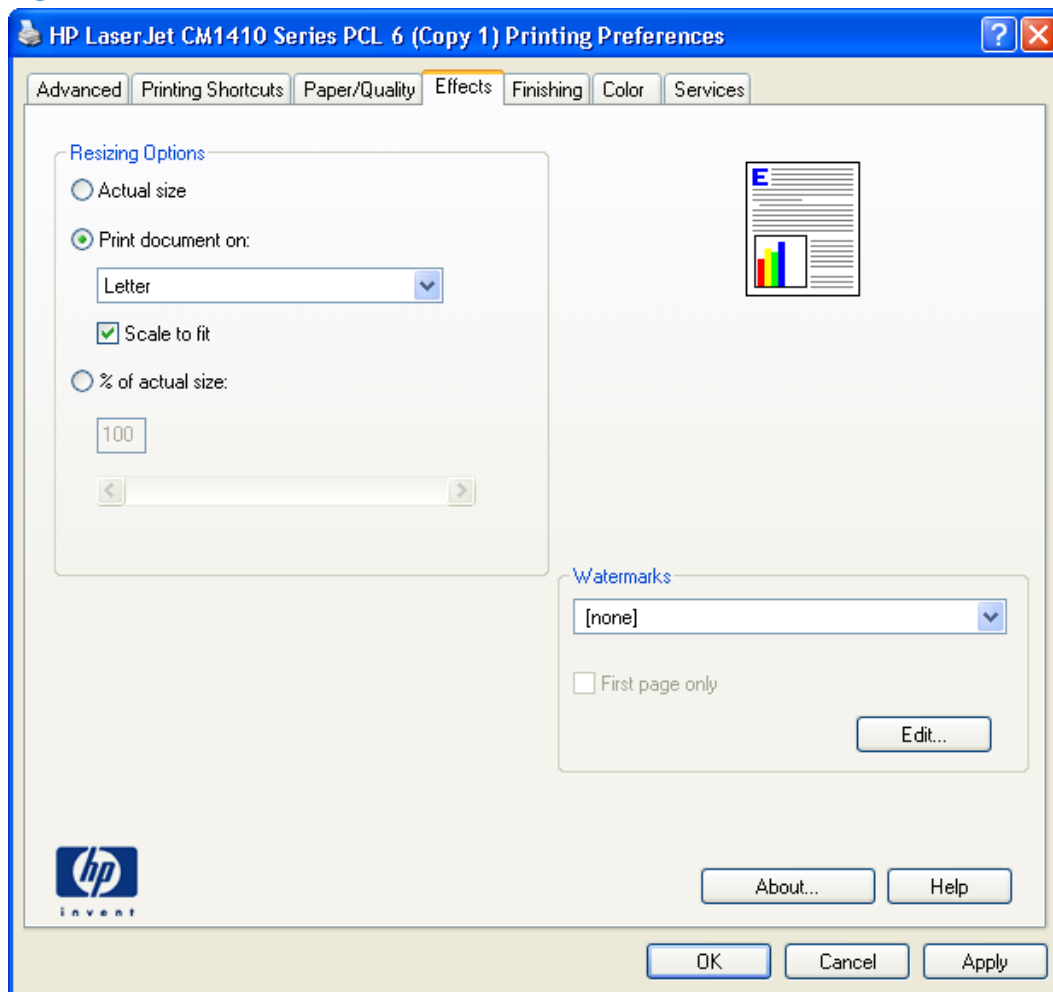 HP LaserJet CM1410 Series PCL 6 (Copy 1) Printing Preferences
Advanced Printing Shortcuts Paper/Quality Effects Finishing Color Services
Resizing Options
Actual size
Print document on:
Letter
Scale to fit
% of actual size:
100
E
Watermarks
[none]
First page only
Edit...
hp
invent
About... Help
OK Cancel Apply